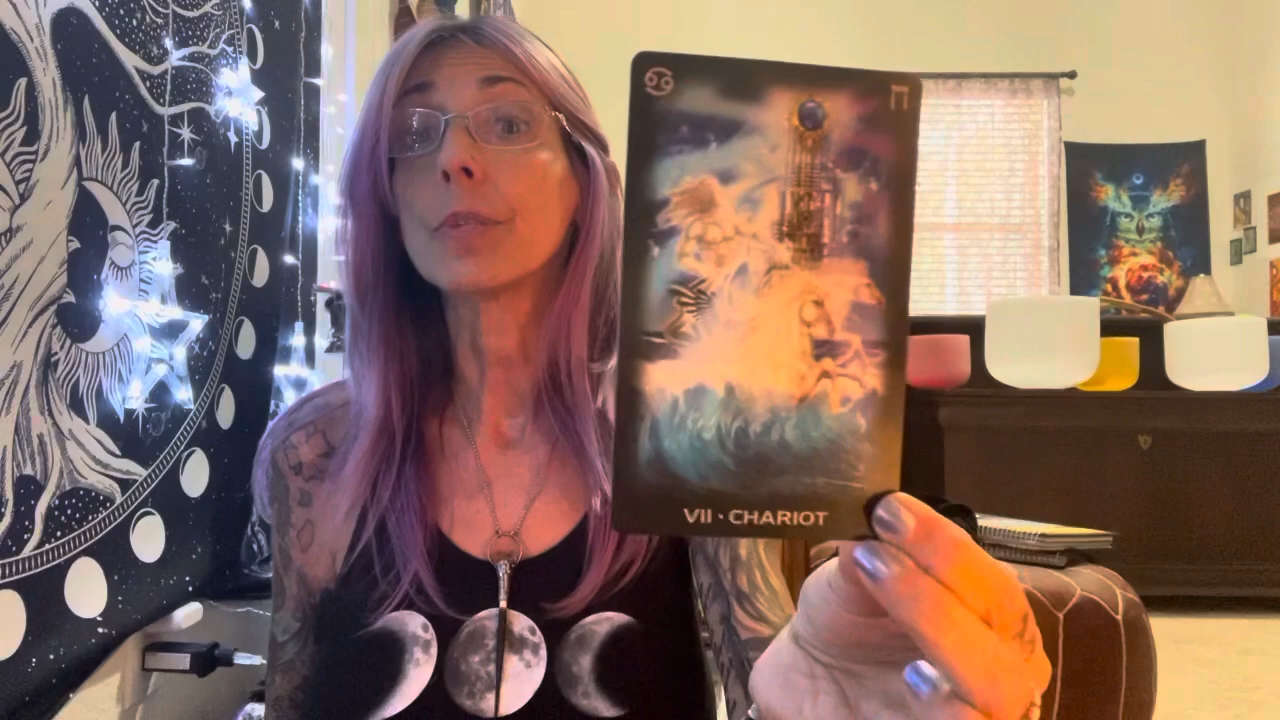 ♋ ח
VII · CHARIOT